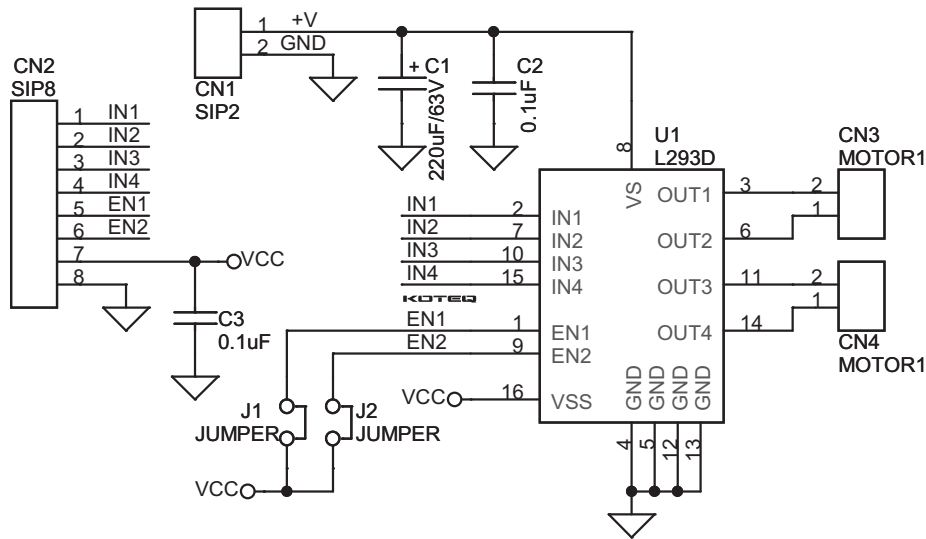 CN2
SIP8
1 IN1
2 IN2
3 IN3
4 IN4
5 EN1
6 EN2
7
8
VCC
C3
0.1uF
1 +V
2 GND
CN1
SIP2
+ C1
220uF/63V
C2
0.1uF
U1
L293D
8
VS
IN1 2 IN1
IN2 7 IN2
IN3 10 IN3
IN4 15 IN4
KOTEQ
EN1 1 EN1
EN2 9 EN2
VCC 16 VSS
OUT1 3 2
OUT2 6 1
OUT3 11 2
OUT4 14 1
CN3
MOTOR1
CN4
MOTOR1
GND GND GND GND
4 5 12 13
J1
JUMPER
J2
JUMPER
VCC